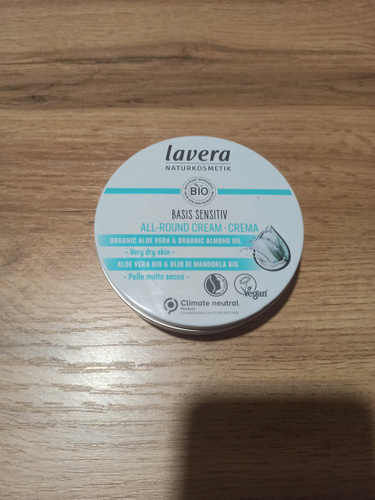 lavera
NATURKOSMETIK
BIO
BASIS SENSITIV
ALL-ROUND CREAM · CREMA
ORGANIC ALOE VERA & ORGANIC ALMOND OIL
- Very dry skin -
ALOE VERA BIO & OLIO DI MANDORLA BIO
- Pelle molto secca -
Vegan
Climate neutral
Product